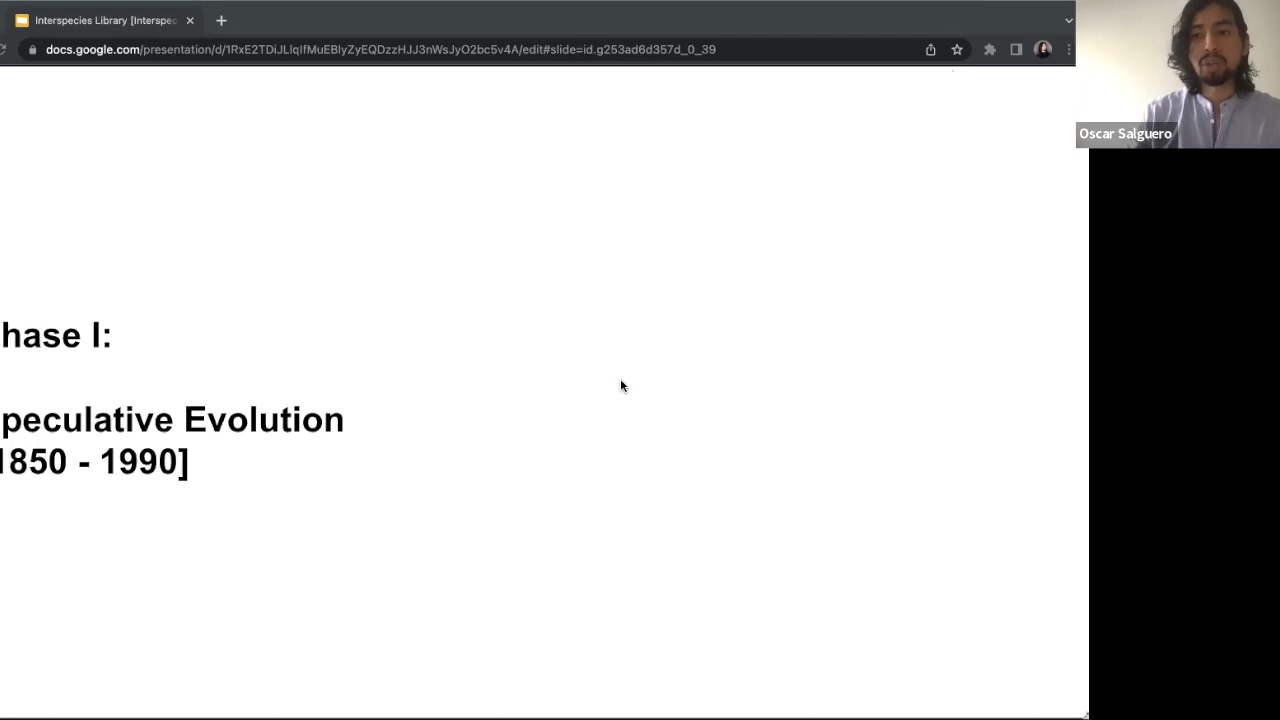 Interspecies Library [Interspec
docs.google.com/presentation/d/1RxE2TDiJLlqIfMuEBlyZyEQDzzHJJ3nWsJyO2bc5v4A/edit#slide=id.g253ad6d357d_0_39
Oscar Salguero
hase I:
peculative Evolution
1850 - 1990]